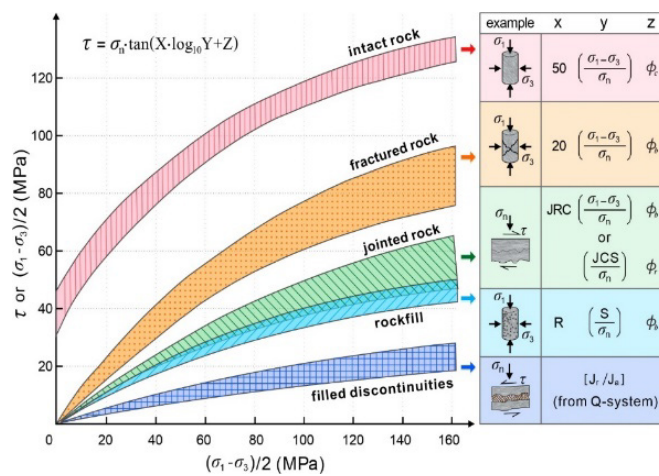 τ = σn·tan(X·log10Y+Z)
τ or (σ1-σ3)/2 (MPa)
120
100
80
60
40
20
0
20
40
60
80
100
120
140
160
(σ1-σ3)/2 (MPa)
intact rock
fractured rock
jointed rock
rockfill
filled discontinuities
example x y z
σ1
σ3
50 (σ1-σ3/σn) ϕc
σ1
σ3
20 (σ1-σ3/σn)
σn
τ
JRC (σ1-σ3/σn)
or
(JCS/σn)
σ1
σ3
R (S/σn)
σn
τ
[Jr/Ja]
(from Q-system)